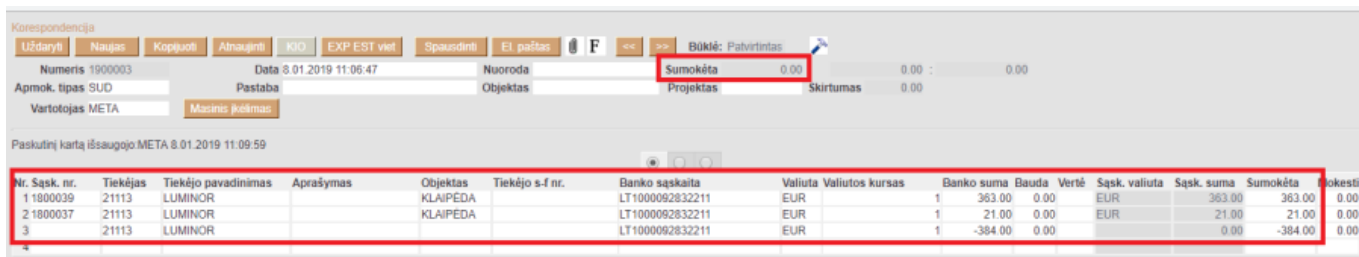 Korespondencija
Uždaryti Naujas Kopijuoti Atnaujinti KIO EXP EST viet Spausdinti El. paštas F << >> Būklė: Patvirtintas
Numeris 1900003 Data 8.01.2019 11:06:47 Nuoroda Sumokėta 0.00 0.00 : 0.00
Apmok. tipas SUD Pastaba Objektas Projektas Skirtumas 0.00
Vartotojas META Masinis įkėlimas
Paskutinį kartą išsaugojo:META 8.01.2019 11:09:59
Nr. Sąsk. nr. Tiekėjas Tiekėjo pavadinimas Aprašymas Objektas Tiekėjo s-f nr. Banko sąskaita Valiuta Valiutos kursas Banko suma Bauda Vertė Sąsk. valiuta Sąsk. suma Sumokėta Mokesti
1 1800039 21113 LUMINOR KLAIPĖDA LT1000092832211 EUR 1 363.00 0.00 EUR 363.00 363.00 0.00
2 1800037 21113 LUMINOR KLAIPĖDA LT1000092832211 EUR 1 21.00 0.00 EUR 21.00 21.00 0.00
3 21113 LUMINOR LT1000092832211 EUR 1 -384.00 0.00 0.00 -384.00 0.00
4